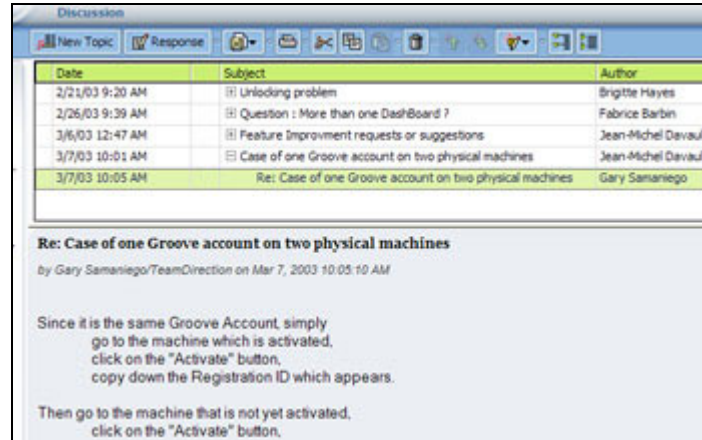 Discussion
New Topic Response
Date Subject Author
2/21/03 9:20 AM Unlocking problem Brigitte Hayes
2/26/03 9:39 AM Question : More than one DashBoard ? Fabrice Barbin
3/6/03 12:47 AM Feature Improvment requests or suggestions Jean-Michel Davaul
3/7/03 10:01 AM Case of one Groove account on two physical machines Jean-Michel Davaul
3/7/03 10:05 AM Re: Case of one Groove account on two physical machines Gary Samaniego
Re: Case of one Groove account on two physical machines
by Gary Samaniego/TeamDirection on Mar 7, 2003 10:05:10 AM
Since it is the same Groove Account, simply
go to the machine which is activated,
click on the "Activate" button,
copy down the Registration ID which appears.
Then go to the machine that is not yet activated,
click on the "Activate" button,